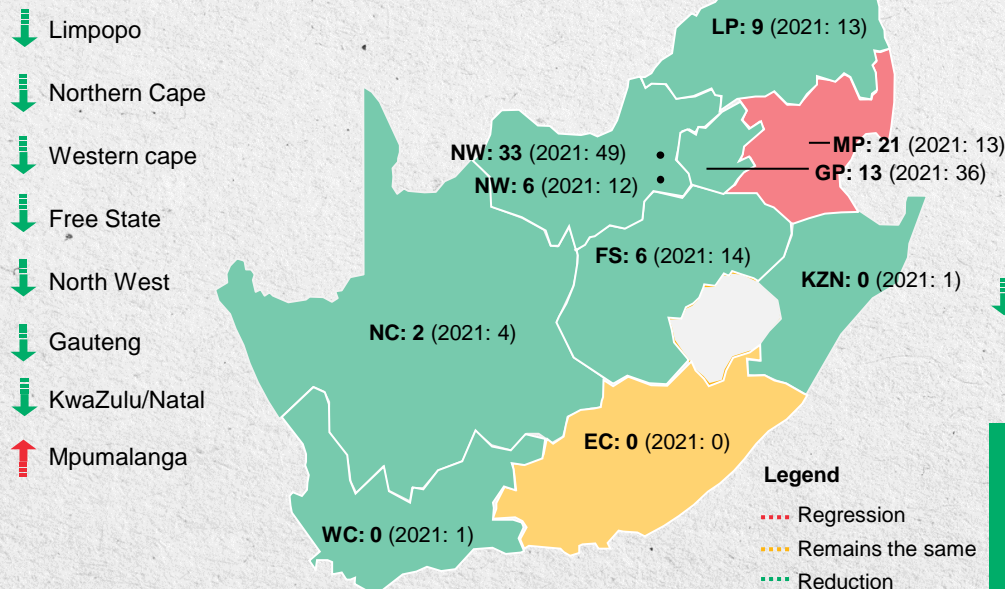 Limpopo
Northern Cape
Western cape
Free State
North West
Gauteng
KwaZulu/Natal
Mpumalanga
LP: 9 (2021: 13)
MP: 21 (2021: 13)
GP: 13 (2021: 36)
NW: 33 (2021: 49)
NW: 6 (2021: 12)
FS: 6 (2021: 14)
KZN: 0 (2021: 1)
NC: 2 (2021: 4)
EC: 0 (2021: 0)
WC: 0 (2021: 1)
Legend
Regression
Remains the same
Reduction